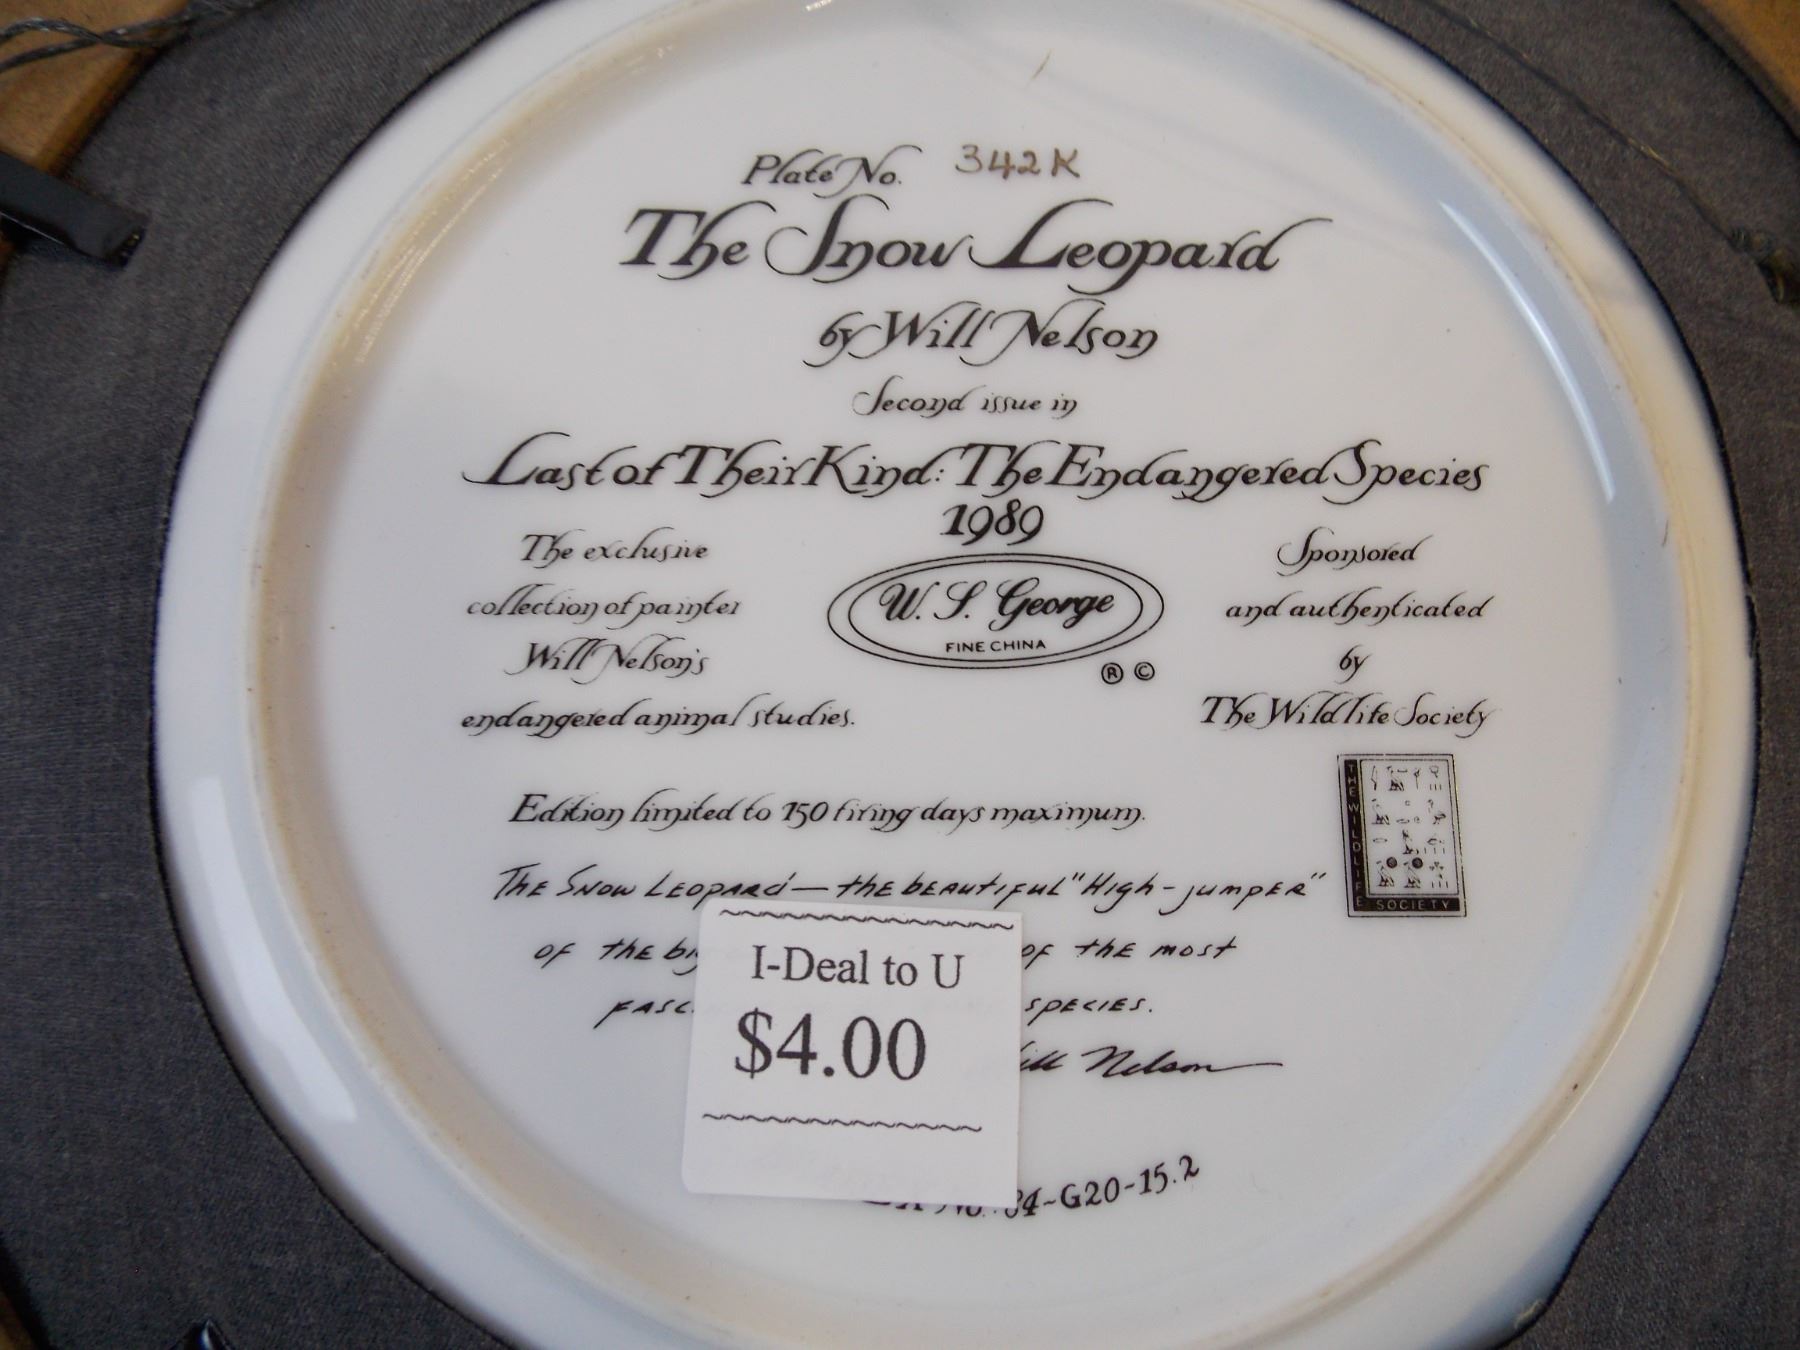 Plate No. 342K
The Snow Leopard
by Will Nelson
Second issue in
Last of Their Kind: The Endangered Species
1989
The exclusive
collection of painter
Will Nelson's
endangered animal studies.
W. S. George
FINE CHINA
® ©
Sponsored
and authenticated
by
The Wildlife Society
THE WILDLIFE
SOCIETY
Edition limited to 150 firing days maximum.
The Snow Leopard — the beautiful "High-jumper"
of the of the most
species.
Nelson
I-Deal to U
$4.00
No. 84-G20-15.2